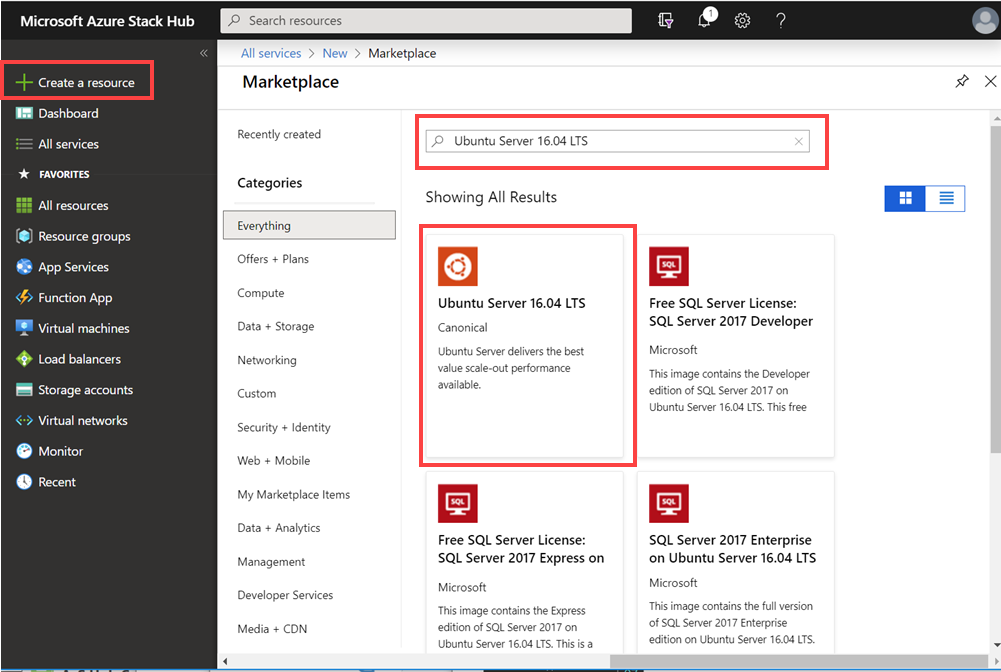 Microsoft Azure Stack Hub
Search resources
1
?
«
Create a resource
Dashboard
All services
FAVORITES
All resources
Resource groups
App Services
Function App
Virtual machines
Load balancers
Storage accounts
Virtual networks
Monitor
Recent
All services > New > Marketplace
Marketplace
Recently created
Categories
Everything
Offers + Plans
Compute
Data + Storage
Networking
Custom
Security + Identity
Web + Mobile
My Marketplace Items
Data + Analytics
Management
Developer Services
Media + CDN
Ubuntu Server 16.04 LTS
Showing All Results
Ubuntu Server 16.04 LTS
Canonical
Ubuntu Server delivers the best
value scale-out performance
available.
SQL
Free SQL Server License:
SQL Server 2017 Developer
Microsoft
This image contains the Developer
edition of SQL Server 2017 on
Ubuntu Server 16.04 LTS. This free
SQL
Free SQL Server License:
SQL Server 2017 Express on
Microsoft
This image contains the Express
edition of SQL Server 2017 on
Ubuntu Server 16.04 LTS. This is a
SQL
SQL Server 2017 Enterprise
on Ubuntu Server 16.04 LTS
Microsoft
This image contains the full version
of SQL Server 2017 Enterprise
edition on Ubuntu Server 16.04 LTS.